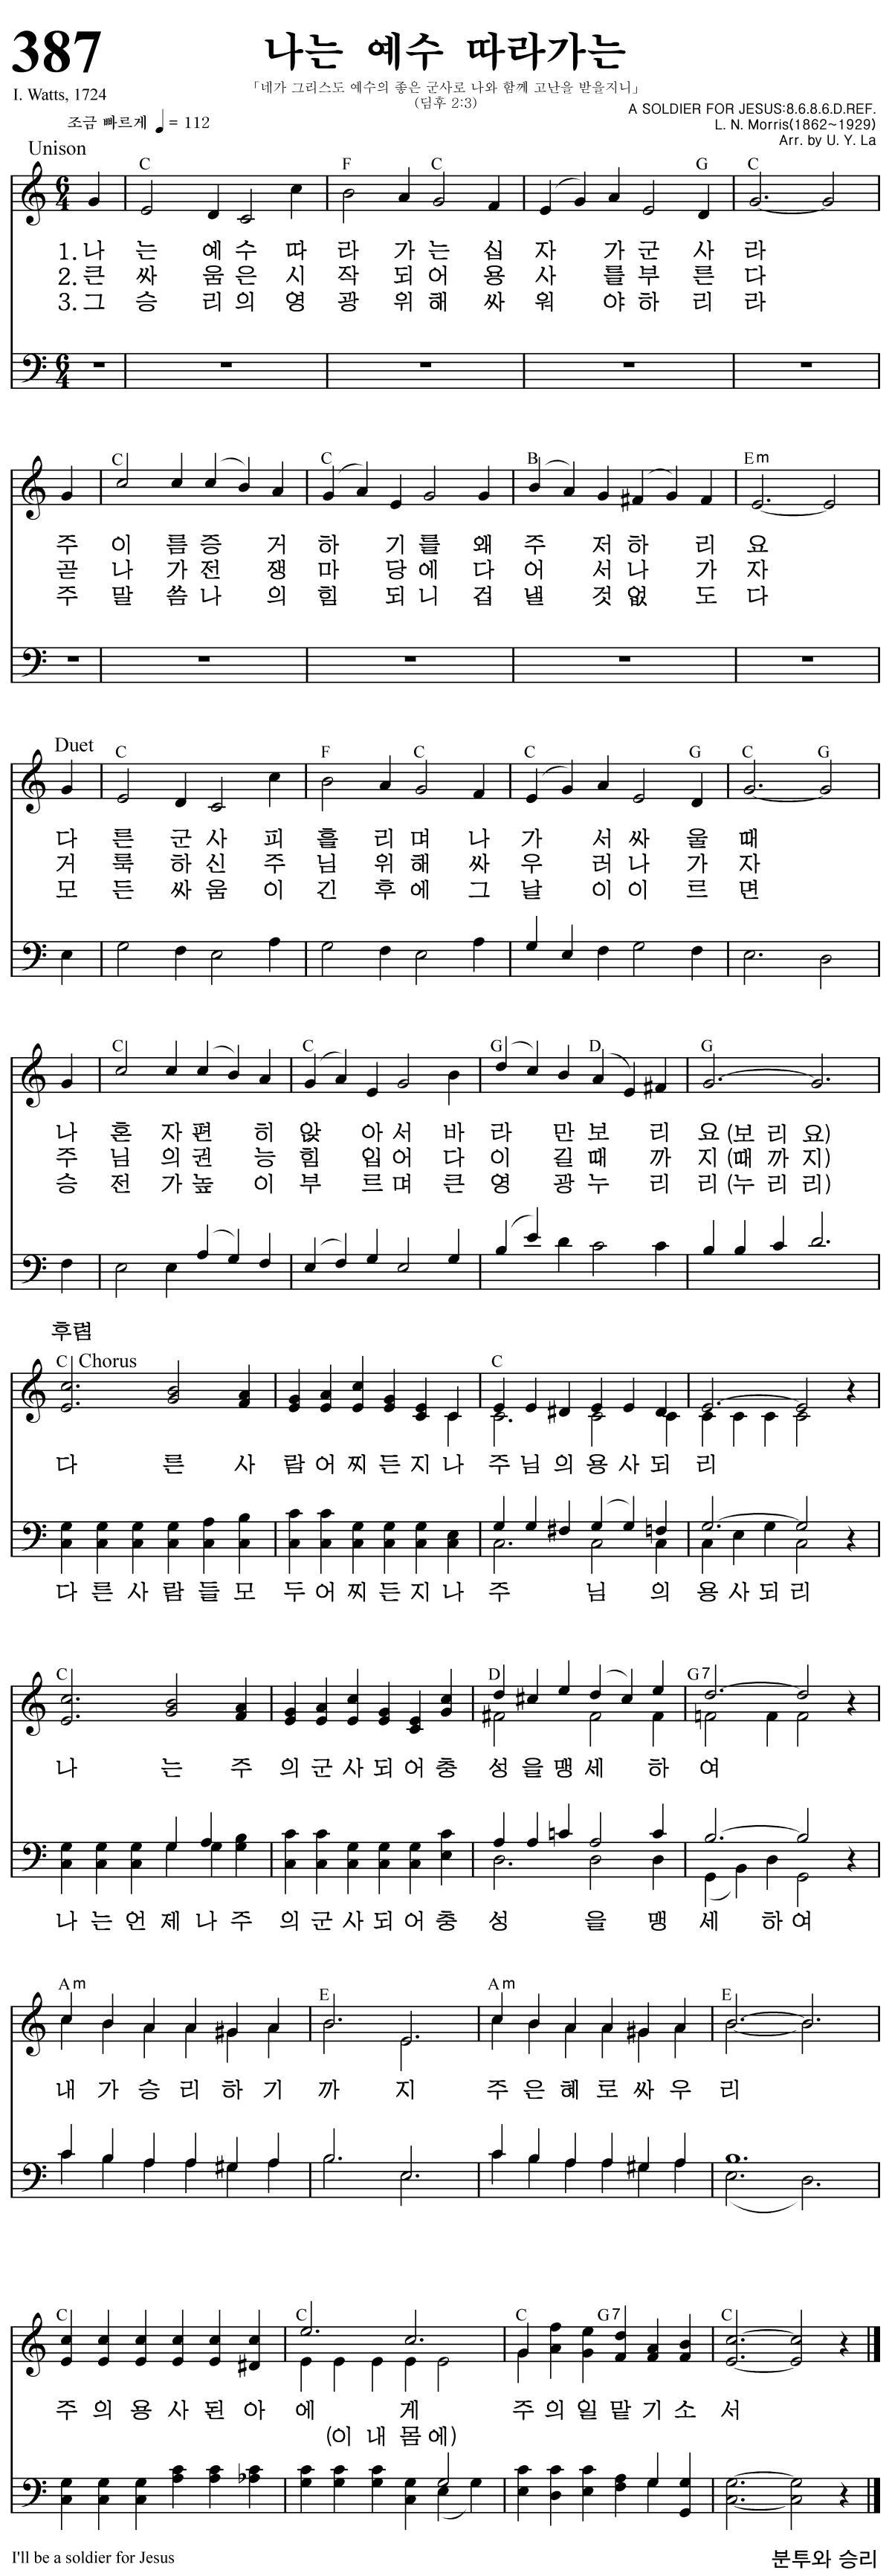 387
나는 예수 따라가는
「네가 그리스도 예수의 좋은 군사로 나와 함께 고난을 받을지니」
(딤후 2:3)
I. Watts, 1724
A SOLDIER FOR JESUS:8.6.8.6.D.REF.
L. N. Morris(1862~1929)
Arr. by U. Y. La
조금 빠르게 ♩= 112
Unison
C F C G C
6 4
1. 나 는 예 수 따 라 가 는 십 자 가 군 사 라
2. 큰 싸 움 은 시 작 되 어 용 사 를 부 른 다
3. 그 승 리 의 영 광 위 해 싸 워 야 하 리 라
6 4
C C B Em
주 이 름 증 거 하 기 를 왜 주 저 하 리 요
곧 나 가 전 쟁 마 당 에 다 어 서 나 가 자
주 말 씀 나 의 힘 되 니 겁 낼 것 없 도 다
Duet
C F C C G C G
다 른 군 사 피 흘 리 며 나 가 서 싸 울 때
거 룩 하 신 주 님 위 해 싸 우 러 나 가 자
모 든 싸 움 이 긴 후 에 그 날 이 이 르 면
C C G D G
나 혼 자 편 히 앉 아 서 바 라 만 보 리 요 (보 리 요)
주 님 의 권 능 힘 입 어 다 이 길 때 까 지 (때 까 지)
승 전 가 높 이 부 르 며 큰 영 광 누 리 리 (누 리 리)
후렴
C Chorus C
다 른 사 람 어 찌 든 지 나 주 님 의 용 사 되 리
다 른 사 람 들 모 두 어 찌 든 지 나 주 님 의 용 사 되 리
C D G7
나 는 주 의 군 사 되 어 충 성 을 맹 세 하 여
나 는 언 제 나 주 의 군 사 되 어 충 성 을 맹 세 하 여
Am E Am E
내 가 승 리 하 기 까 지 주 은 혜 로 싸 우 리
C C C G7 C
주 의 용 사 된 아 에 게 주 의 일 맡 기 소 서
(이 내 몸 에)
I'll be a soldier for Jesus
분투와 승리